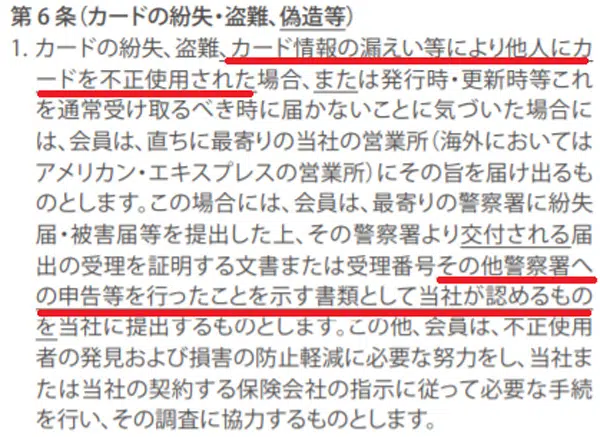 第6条(カードの紛失・盗難、偽造等)
1. カードの紛失、盗難、カード情報の漏えい等により他人にカ
ードを不正使用された場合、または発行時・更新時等これ
を通常受け取るべき時に届かないことに気づいた場合に
は、会員は、直ちに最寄りの当社の営業所(海外においては
アメリカン・エキスプレスの営業所)にその旨を届け出るも
のとします。この場合には、会員は、最寄りの警察署に紛失
届・被害届等を提出した上、その警察署より交付される届
出の受理を証明する文書または受理番号その他警察署へ
の申告等を行ったことを示す書類として当社が認めるもの
を当社に提出するものとします。この他、会員は、不正使用
者の発見および損害の防止軽減に必要な努力をし、当社ま
たは当社の契約する保険会社の指示に従って必要な手続
を行い、その調査に協力するものとします。